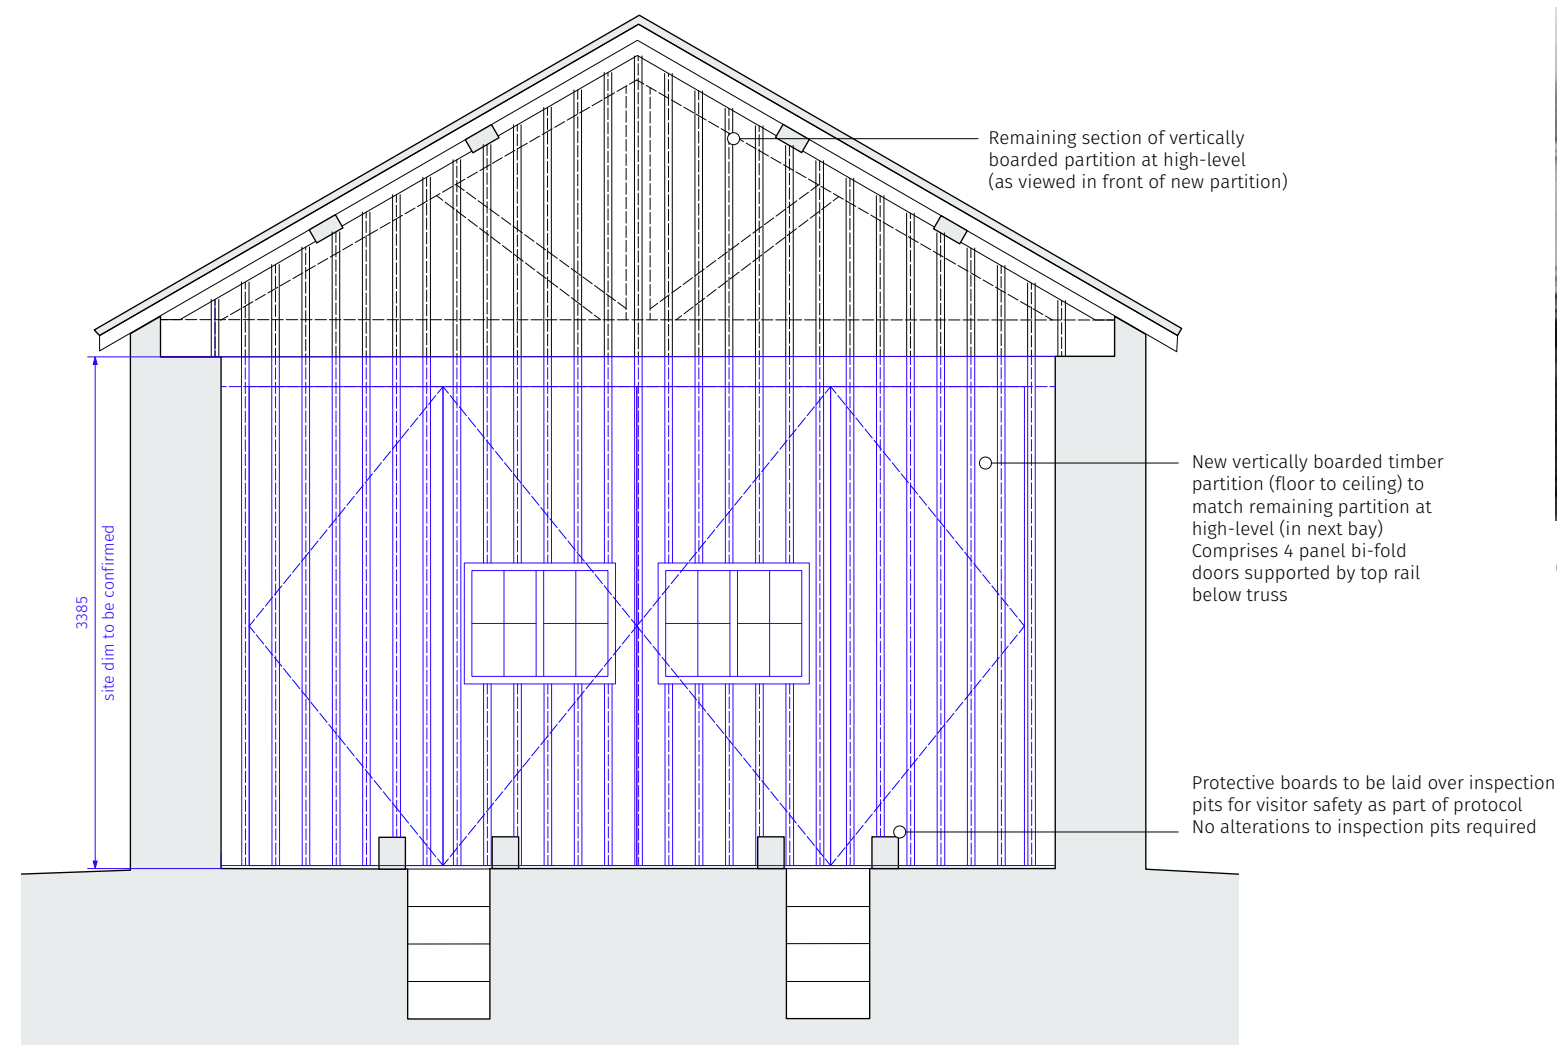 Remaining section of vertically
boarded partition at high-level
(as viewed in front of new partition)
New vertically boarded timber
partition (floor to ceiling) to
match remaining partition at
high-level (in next bay)
Comprises 4 panel bi-fold
doors supported by top rail
below truss
3385
site dim to be confirmed
Protective boards to be laid over inspection
pits for visitor safety as part of protocol
No alterations to inspection pits required